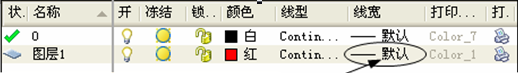 状. 名称 开 冻结 锁... 颜色 线型 线宽 打印... 打.
0 白 Contin... 默认 Color_7
图层1 红 Contin... 默认 Color_1